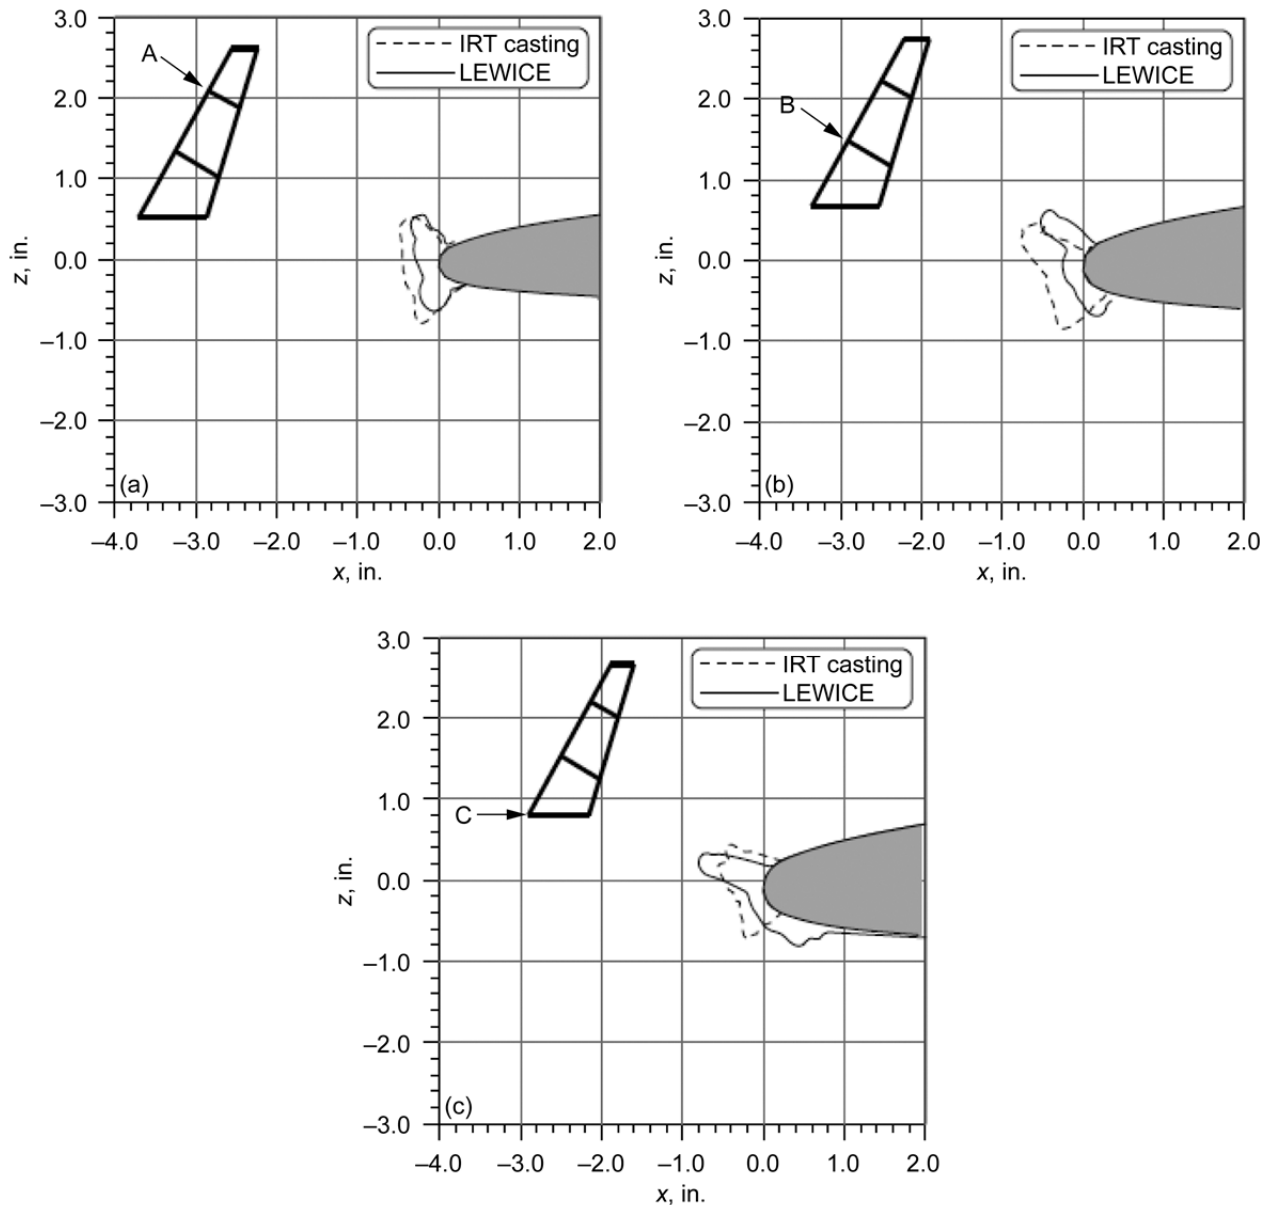 3.0
2.0
1.0
0.0
–1.0
–2.0
–3.0
z, in.
A
IRT casting
LEWICE
(a)
–4.0 –3.0 –2.0 –1.0 0.0 1.0 2.0
x, in.
3.0
2.0
1.0
0.0
–1.0
–2.0
–3.0
z, in.
B
IRT casting
LEWICE
(b)
–4.0 –3.0 –2.0 –1.0 0.0 1.0 2.0
x, in.
3.0
2.0
1.0
0.0
–1.0
–2.0
–3.0
z, in.
C
IRT casting
LEWICE
(c)
–4.0 –3.0 –2.0 –1.0 0.0 1.0 2.0
x, in.